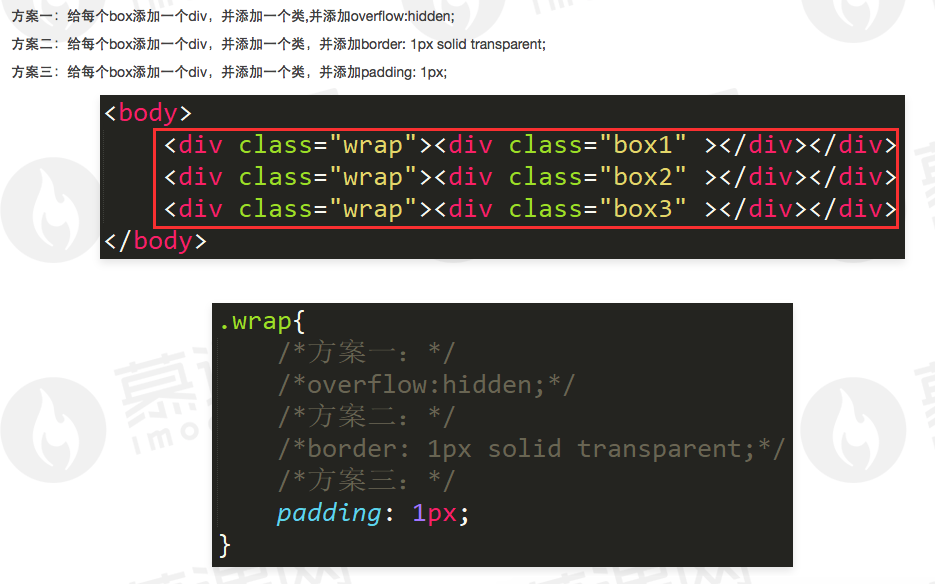 方案一：给每个box添加一个div，并添加一个类,并添加overflow:hidden;
方案二：给每个box添加一个div，并添加一个类，并添加border: 1px solid transparent;
方案三：给每个box添加一个div，并添加一个类，并添加padding: 1px;
<body>
<div class="wrap"><div class="box1" ></div></div>
<div class="wrap"><div class="box2" ></div></div>
<div class="wrap"><div class="box3" ></div></div>
</body>
.wrap{
/*方案一：*/
/*overflow:hidden;*/
/*方案二：*/
/*border: 1px solid transparent;*/
/*方案三：*/
padding: 1px;
}